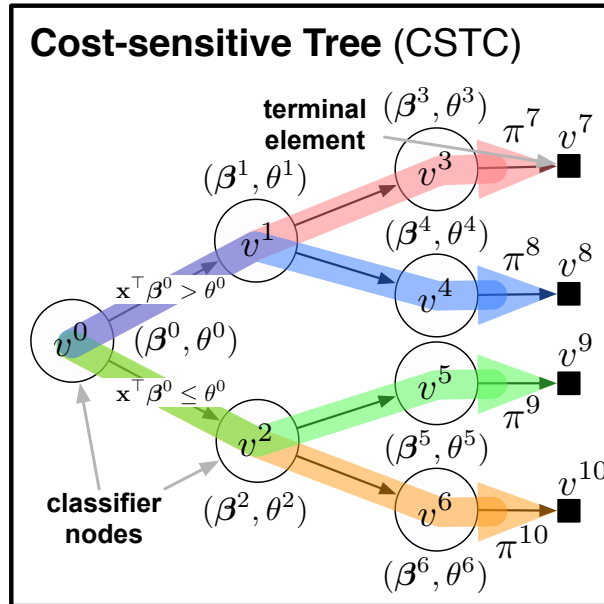 Cost-sensitive Tree (CSTC)
terminal element
(β³, θ³)
π⁷
v⁷
v³
(β¹, θ¹)
v¹
(β⁴, θ⁴)
π⁸
v⁸
v⁴
x⊤β⁰ > θ⁰
v⁰
(β⁰, θ⁰)
x⊤β⁰ ≤ θ⁰
v⁹
v⁵
π⁹
v²
(β⁵, θ⁵)
classifier nodes
(β², θ²)
v¹⁰
v⁶
π¹⁰
(β⁶, θ⁶)